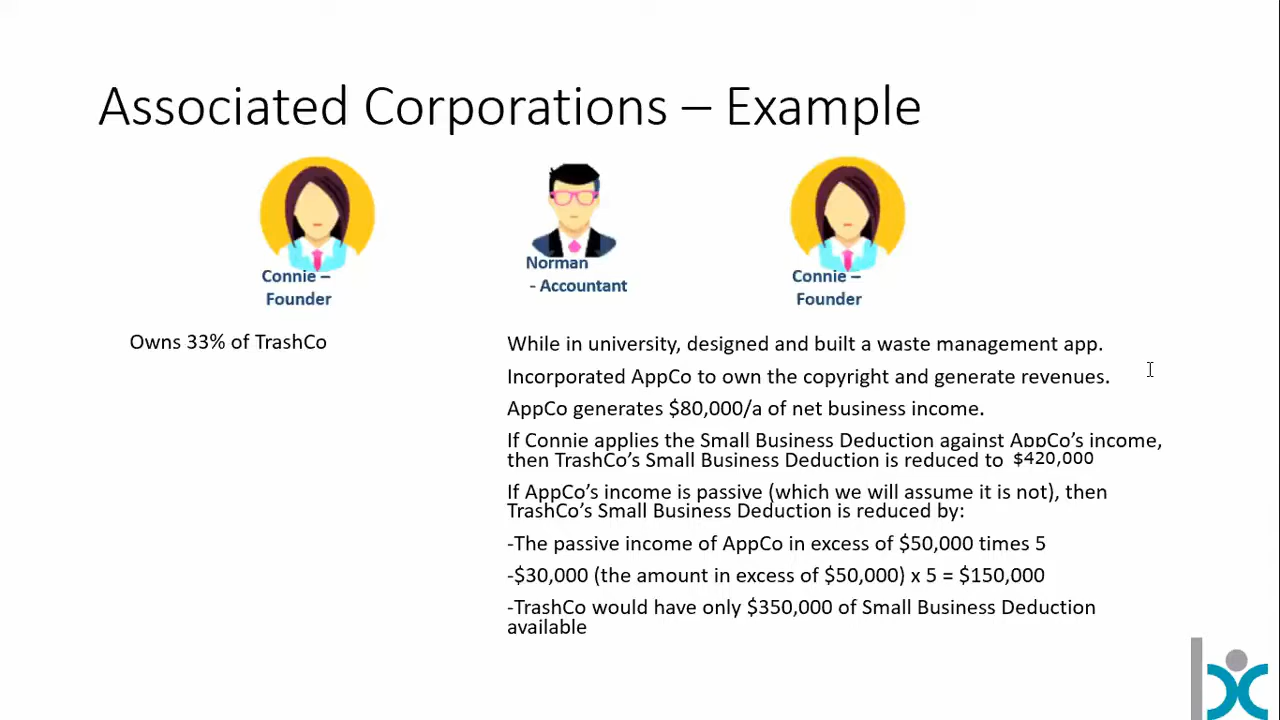 Associated Corporations – Example
Connie –
Founder
Norman
- Accountant
Connie –
Founder
Owns 33% of TrashCo
While in university, designed and built a waste management app.
Incorporated AppCo to own the copyright and generate revenues.
AppCo generates $80,000/a of net business income.
If Connie applies the Small Business Deduction against AppCo's income,
then TrashCo's Small Business Deduction is reduced to $420,000
If AppCo's income is passive (which we will assume it is not), then
TrashCo's Small Business Deduction is reduced by:
-The passive income of AppCo in excess of $50,000 times 5
-$30,000 (the amount in excess of $50,000) x 5 = $150,000
-TrashCo would have only $350,000 of Small Business Deduction
available